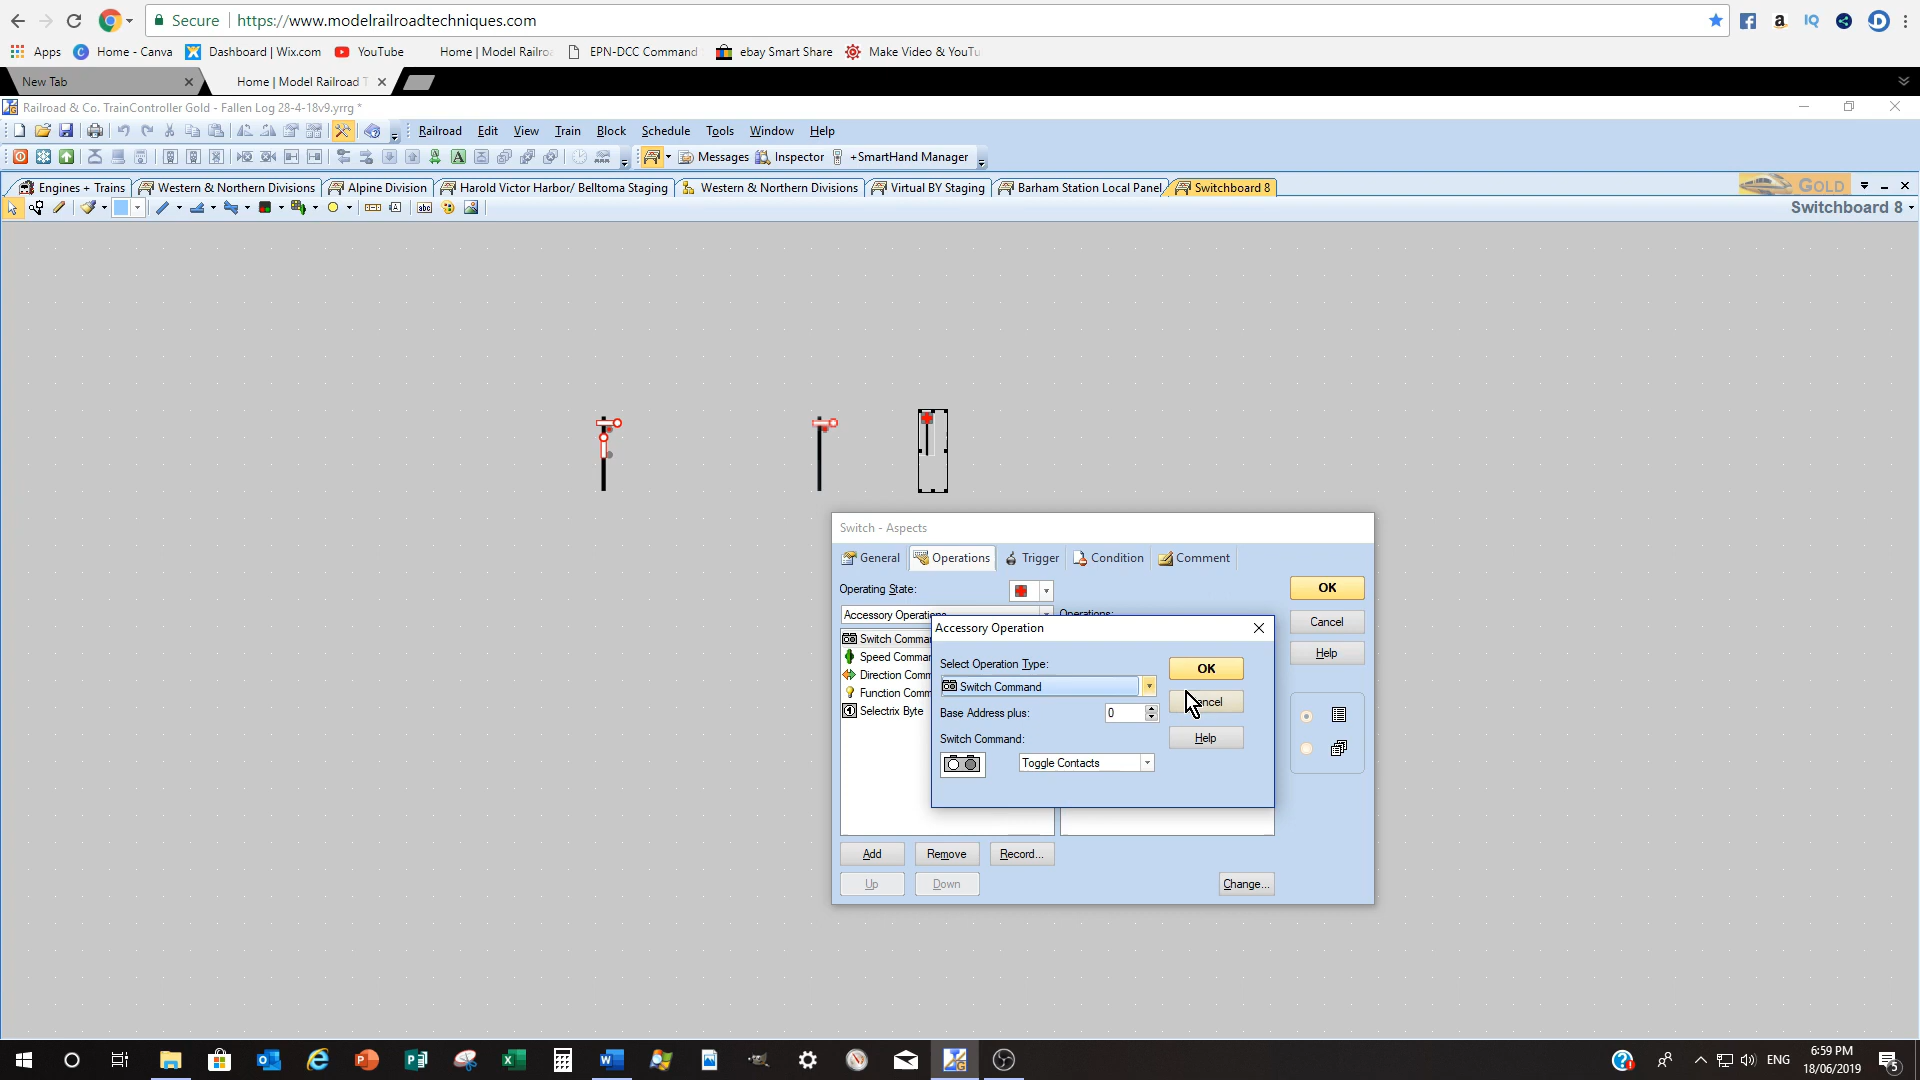 Secure https://www.modelrailroadtechniques.com
Apps Home - Canva Dashboard | Wix.com YouTube Home | Model Railro EPN-DCC Command ebay Smart Share Make Video & YouTu
New Tab Home | Model Railroad T
Railroad & Co. TrainController Gold - Fallen Log 28-4-18v9.yrrg *
Railroad Edit View Train Block Schedule Tools Window Help
Messages Inspector +SmartHand Manager
Engines + Trains Western & Northern Divisions Alpine Division Harold Victor Harbor/ Belltoma Staging Western & Northern Divisions Virtual BY Staging Barham Station Local Panel Switchboard 8 GOLD
abc Switchboard 8
Switch - Aspects
General Operations Trigger Condition Comment
Operating State:
OK
Accessory Operations Operations:
Cancel
Help
Switch Comma
Speed Comma
Direction Comm
Function Comm
Selectrix Byte
Accessory Operation
Select Operation Type:
OK
Switch Command
ncel
Base Address plus: 0
Switch Command:
Help
Toggle Contacts
Add Remove Record...
Up Down Change...
ENG
6:59 PM
18/06/2019
5